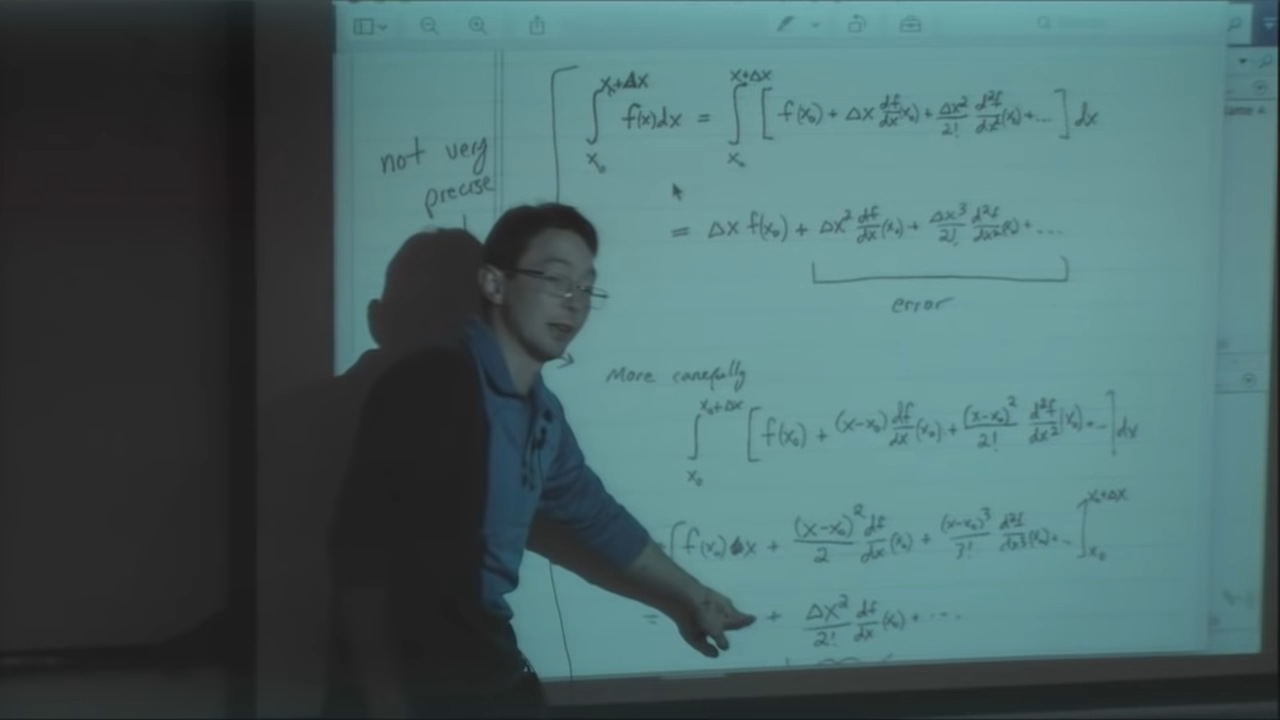 not very
precise
∫_{x₀}^{x₀+Δx} f(x)dx = ∫_{x₀}^{x₀+Δx} [ f(x₀) + Δx df/dx(x₀) + Δx²/2! d²f/dx²(x₀) + ... ] dx
= Δx f(x₀) + Δx² df/dx(x₀) + Δx³/2! d²f/dx²(x₀) + ...
error
More carefully
∫_{x₀}^{x₀+Δx} [ f(x₀) + (x-x₀) df/dx(x₀) + (x-x₀)²/2! d²f/dx²(x₀) + ... ] dx
= [ f(x₀) x + (x-x₀)²/2 df/dx(x₀) + (x-x₀)³/3! d²f/dx³(x₀) + ... ]_{x₀}^{x₀+Δx}
= + Δx²/2! df/dx(x₀) + ...